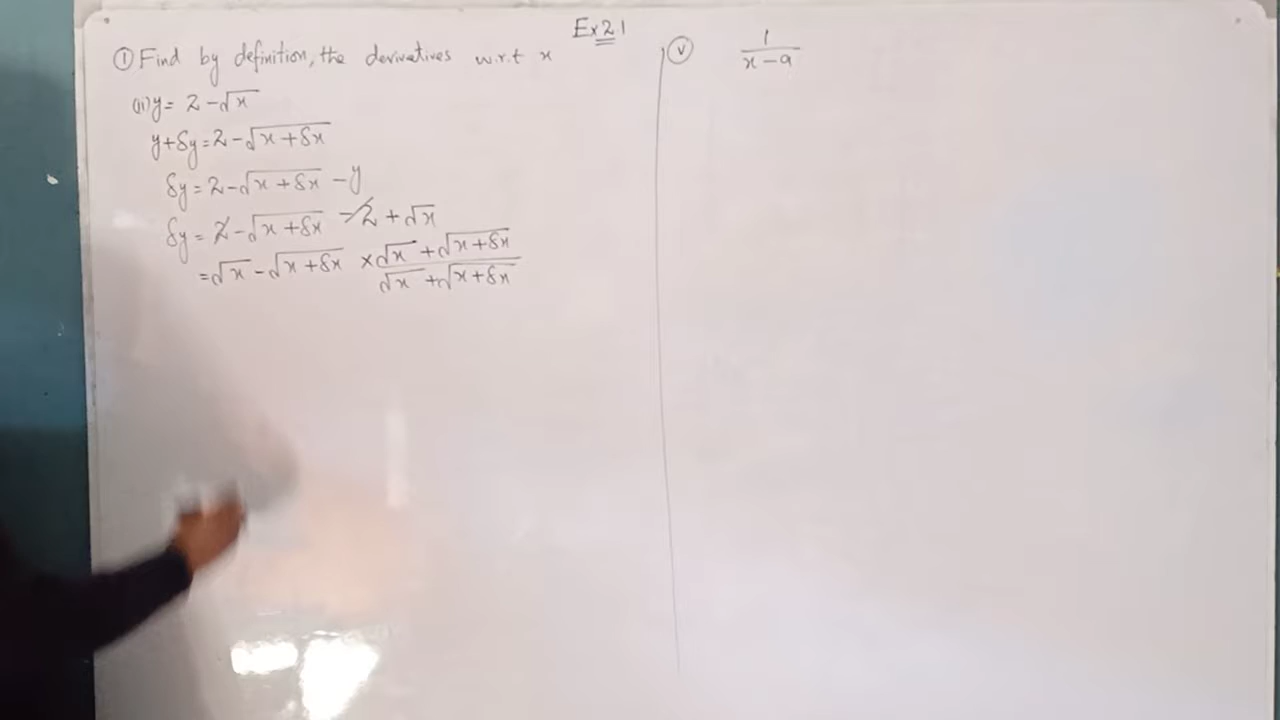 Ex 2.1
① Find by definition, the derivatives w.r.t x
(ii) y = 2 - √x
y + δy = 2 - √x + δx
δy = 2 - √x + δx - y
δy = 2 - √x + δx - 2 + √x
= √x - √x + δx × √x + √x + δx / √x + √x + δx
ⓥ 1 / x - a